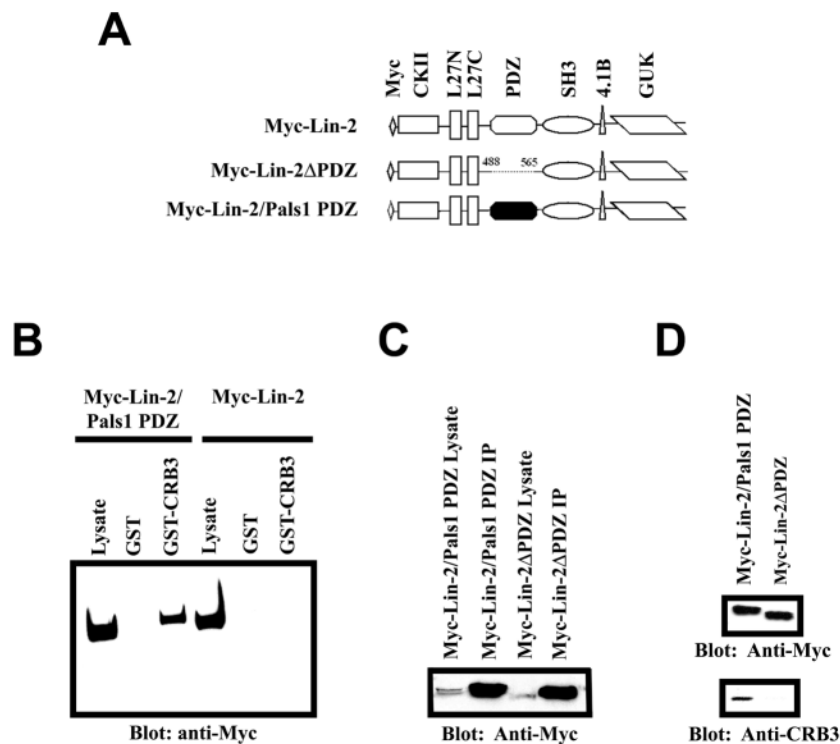 A
Myc
CKII
L27N
L27C
PDZ
SH3
4.1B
GUK
Myc-Lin-2
Myc-Lin-2ΔPDZ
488 565
Myc-Lin-2/Pals1 PDZ
B
Myc-Lin-2/
Pals1 PDZ
Myc-Lin-2
Lysate
GST
GST-CRB3
Lysate
GST
GST-CRB3
Blot: anti-Myc
C
Myc-Lin-2/Pals1 PDZ Lysate
Myc-Lin-2/Pals1 PDZ IP
Myc-Lin-2ΔPDZ Lysate
Myc-Lin-2ΔPDZ IP
Blot: Anti-Myc
D
Myc-Lin-2/Pals1 PDZ
Myc-Lin-2ΔPDZ
Blot: Anti-Myc
Blot: Anti-CRB3